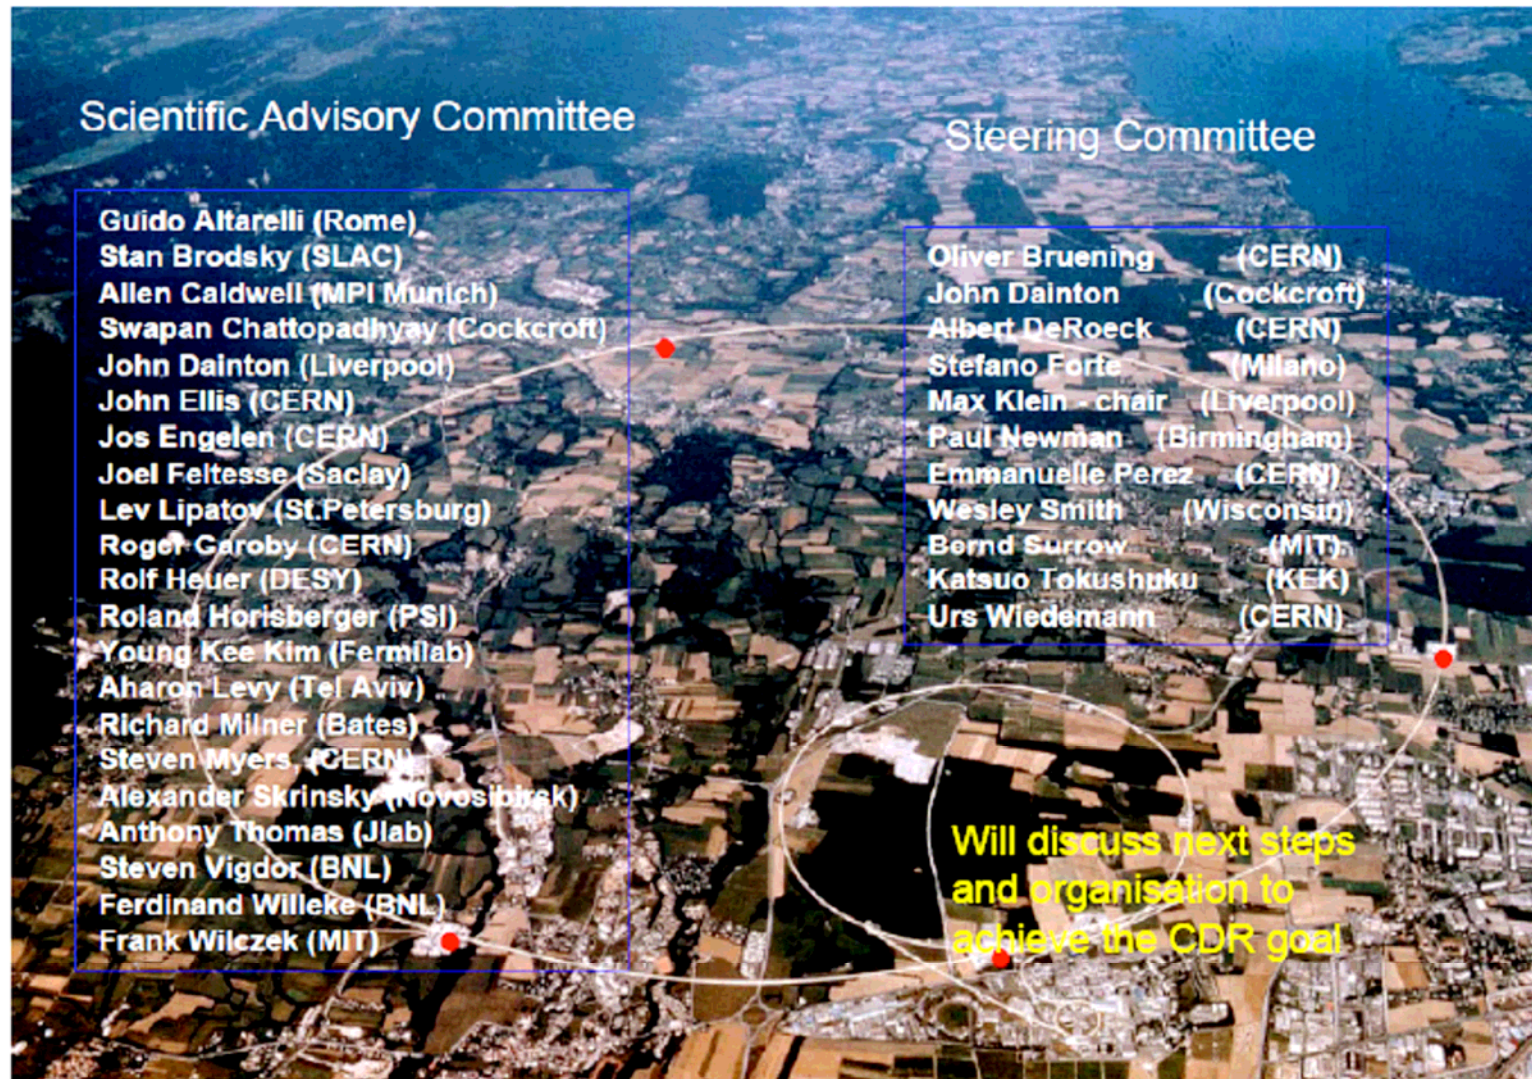 Scientific Advisory Committee
Guido Altarelli (Rome)
Stan Brodsky (SLAC)
Allen Caldwell (MPI Munich)
Swapan Chattopadhyay (Cockcroft)
John Dainton (Liverpool)
John Ellis (CERN)
Jos Engelen (CERN)
Joel Feltesse (Saclay)
Lev Lipatov (St.Petersburg)
Roger Garoby (CERN)
Rolf Heuer (DESY)
Roland Horisberger (PSI)
Young Kee Kim (Fermilab)
Aharon Levy (Tel Aviv)
Richard Milner (Bates)
Steven Myers. (CERN)
Alexander Skrinsky (Novosibirsk)
Anthony Thomas (Jlab)
Steven Vigdor (BNL)
Ferdinand Willeke (BNL)
Frank Wilczek (MIT)
Steering Committee
Oliver Bruening (CERN)
John Dainton (Cockcroft)
Albert DeRoeck (CERN)
Stefano Forte (Milano)
Max Klein - chair (Liverpool)
Paul Newman (Birmingham)
Emmanuelle Perez (CERN)
Wesley Smith (Wisconsin)
Bernd Surrow (MIT)
Katsuo Tokushuku (KEK)
Urs Wiedemann (CERN)
Will discuss next steps
and organisation to
achieve the CDR goal